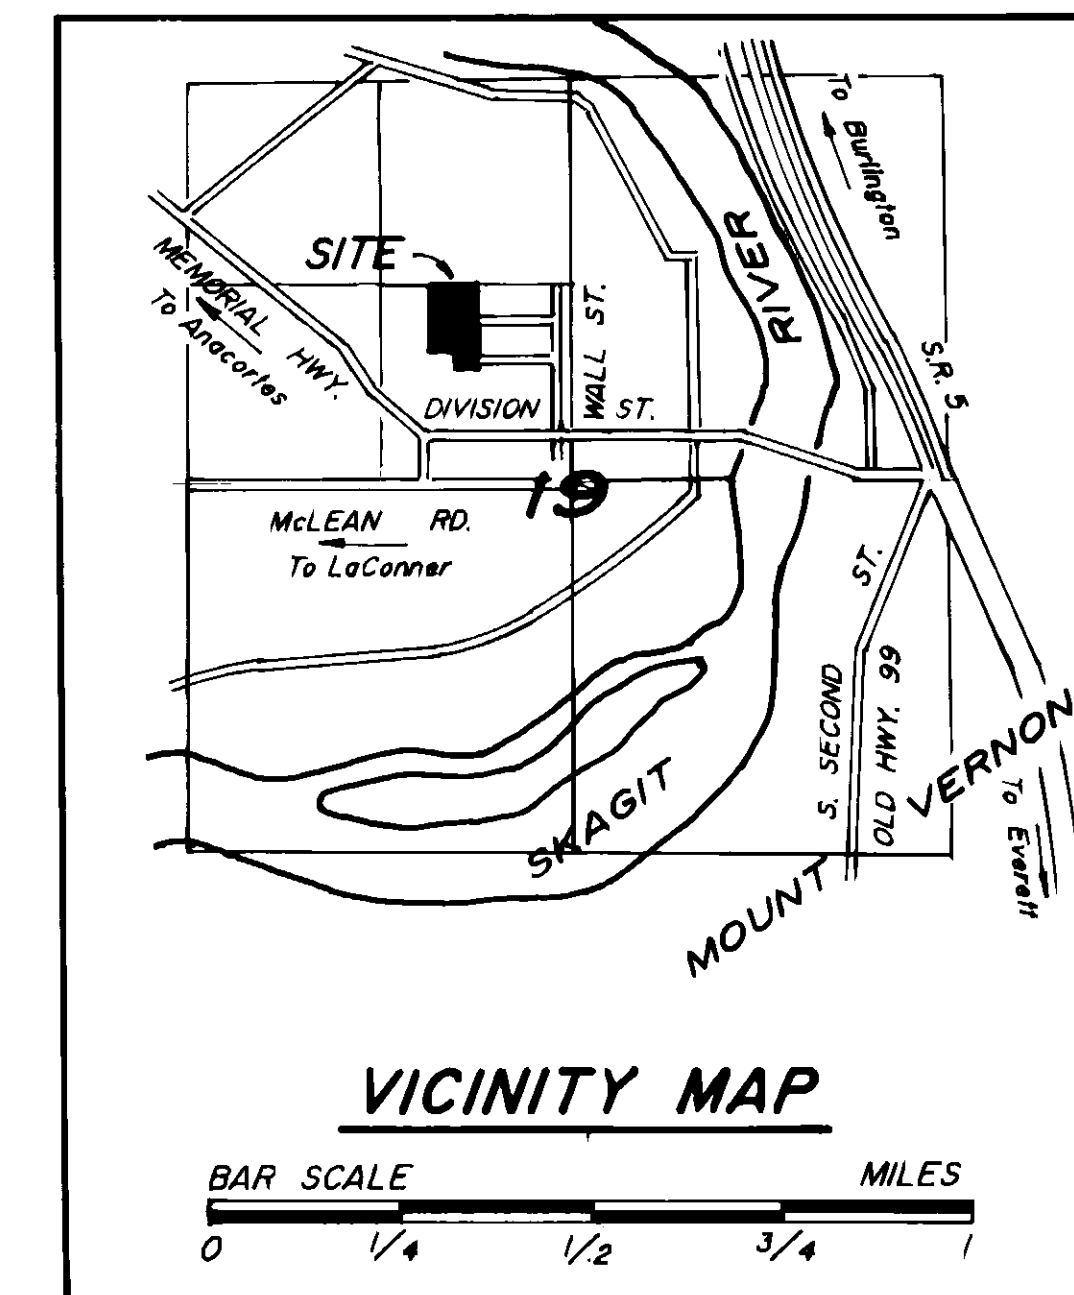 To Burlington
RIVER
SITE
MEMORIAL HWY.
To Anacortes
WALL ST.
S.R. 5
DIVISION ST.
19
McLEAN RD.
To LaConner
S. SECOND ST.
OLD HWY. 99
SKAGIT
MOUNT VERNON
To Everett
VICINITY MAP
BAR SCALE MILES
0 1/4 1/2 3/4 1